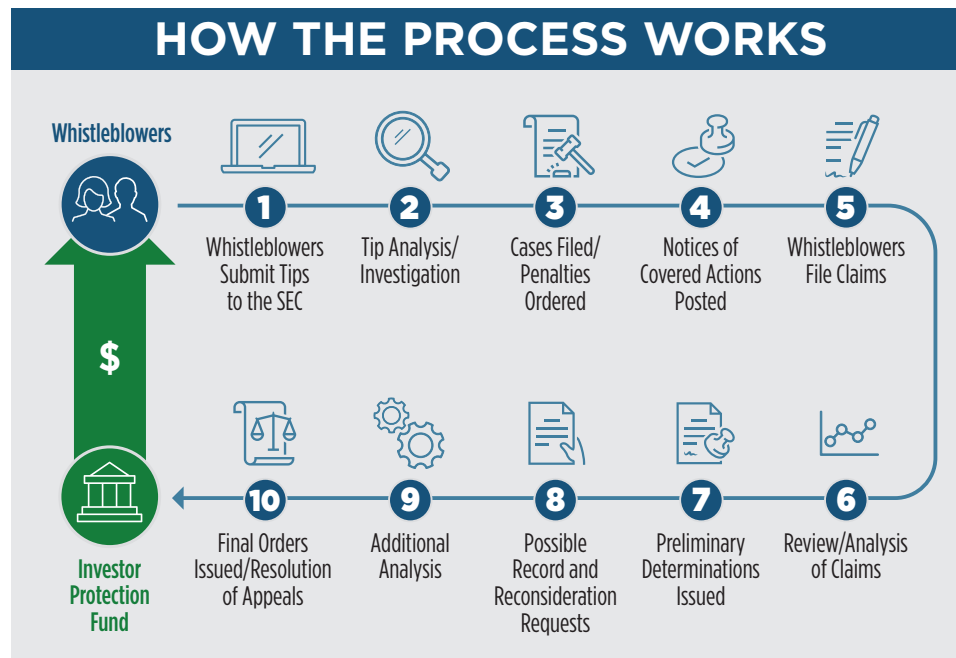 HOW THE PROCESS WORKS
Whistleblowers
1
Whistleblowers
Submit Tips
to the SEC
2
Tip Analysis/
Investigation
3
Cases Filed/
Penalties
Ordered
4
Notices of
Covered Actions
Posted
5
Whistleblowers
File Claims
$
6
Review/Analysis
of Claims
7
Preliminary
Determinations
Issued
8
Possible
Record and
Reconsideration
Requests
9
Additional
Analysis
10
Final Orders
Issued/Resolution
of Appeals
Investor
Protection
Fund